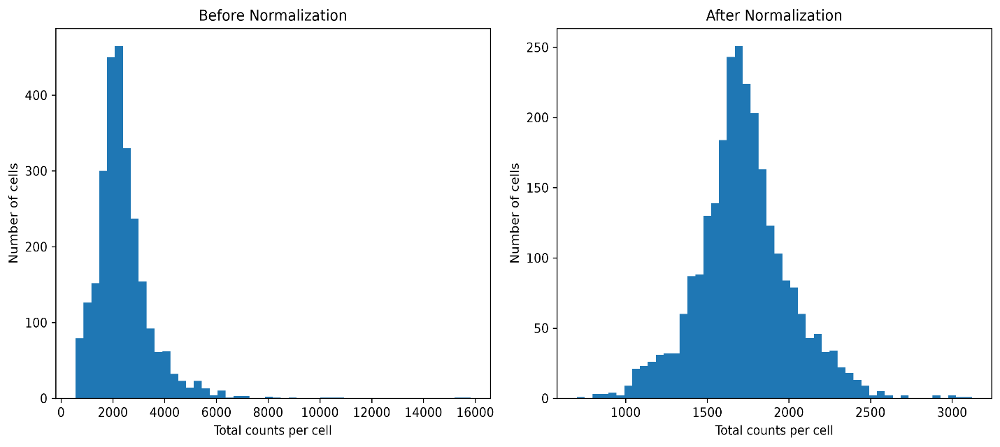 Before Normalization
Number of cells
400
300
200
100
0
0 2000 4000 6000 8000 10000 12000 14000 16000
Total counts per cell
After Normalization
Number of cells
250
200
150
100
50
0
1000 1500 2000 2500 3000
Total counts per cell